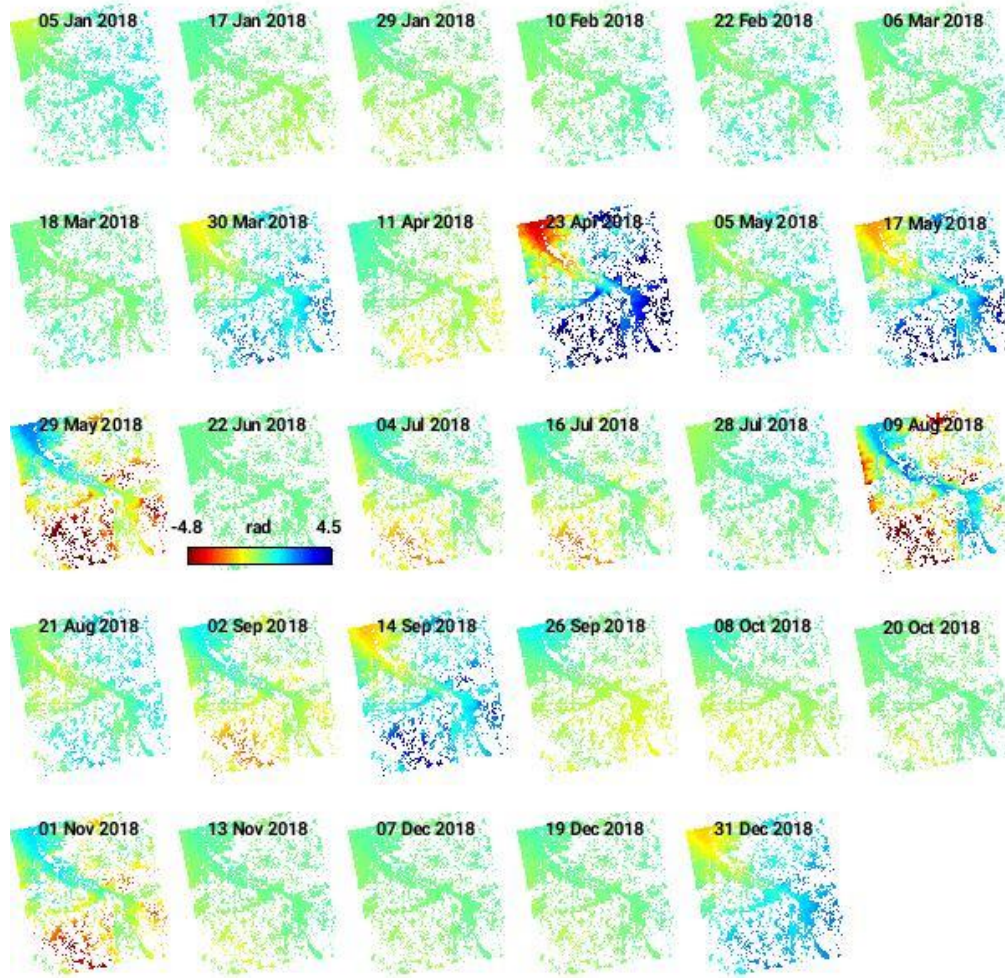 05 Jan 2018
17 Jan 2018
29 Jan 2018
10 Feb 2018
22 Feb 2018
06 Mar 2018
18 Mar 2018
30 Mar 2018
11 Apr 2018
23 Apr 2018
05 May 2018
17 May 2018
29 May 2018
22 Jun 2018
04 Jul 2018
16 Jul 2018
28 Jul 2018
09 Aug 2018
-4.8 rad 4.5
21 Aug 2018
02 Sep 2018
14 Sep 2018
26 Sep 2018
08 Oct 2018
20 Oct 2018
01 Nov 2018
13 Nov 2018
07 Dec 2018
19 Dec 2018
31 Dec 2018